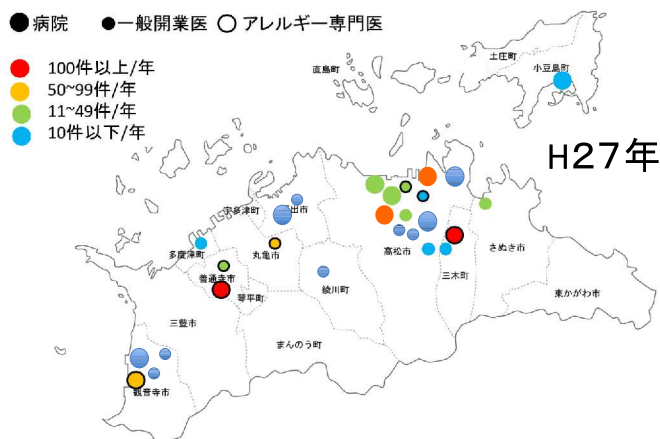 病院 一般開業医 アレルギー専門医
100件以上/年
50~99件/年
11~49件/年
10件以下/年
H27年
土庄町
小豆島町
直島町
宇多津町
出市
多度津町
丸亀市
善通寺市
琴平町
綾川町
高松市
三木町
さぬき市
東かがわ市
三豊市
まんのう町
観音寺市